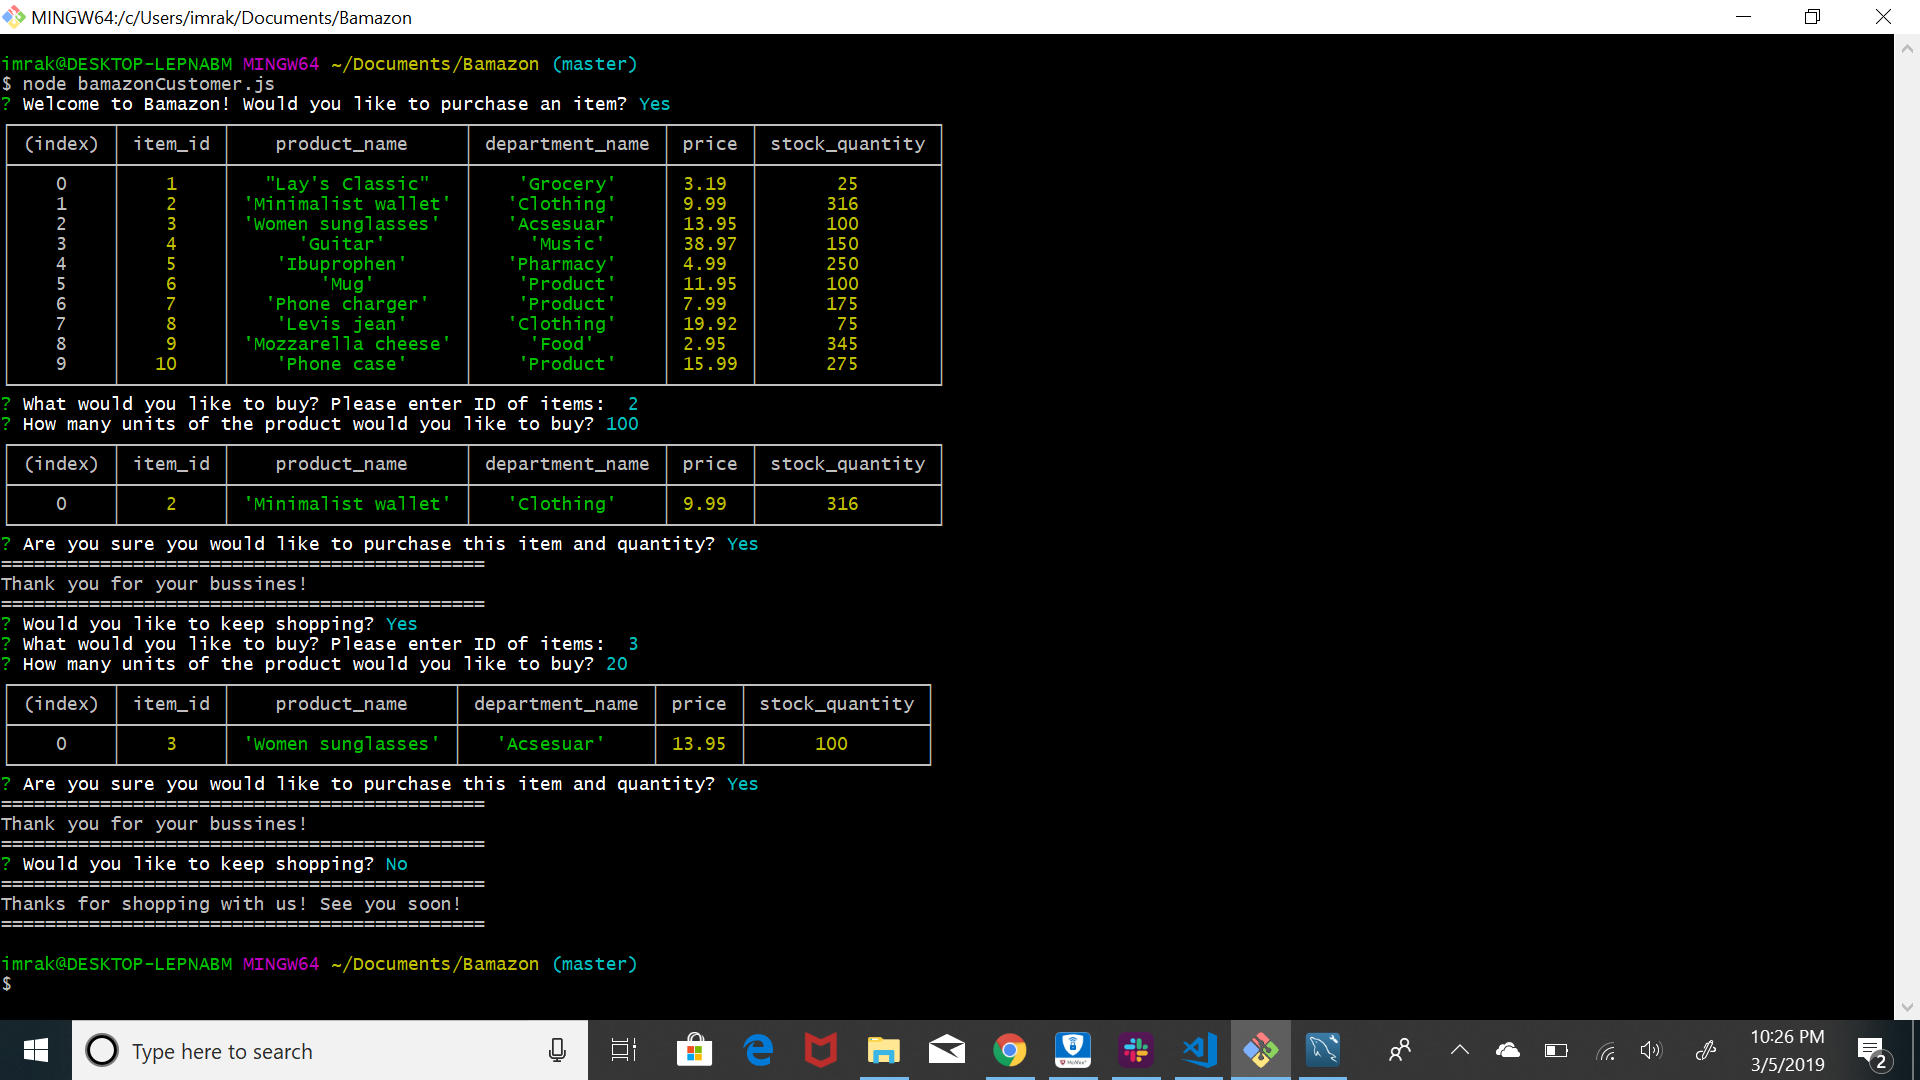 MINGW64:/c/Users/imrak/Documents/Bamazon
imrak@DESKTOP-LEPNABM MINGW64 ~/Documents/Bamazon (master)
$ node bamazonCustomer.js
? Welcome to Bamazon! Would you like to purchase an item? Yes
(index) item_id product_name department_name price stock_quantity
0 1 "Lay's Classic" 'Grocery' 3.19 25
1 2 'Minimalist wallet' 'Clothing' 9.99 316
2 3 'Women sunglasses' 'Acsesuar' 13.95 100
3 4 'Guitar' 'Music' 38.97 150
4 5 'Ibuprophen' 'Pharmacy' 4.99 250
5 6 'Mug' 'Product' 11.95 100
6 7 'Phone charger' 'Product' 7.99 175
7 8 'Levis jean' 'Clothing' 19.92 75
8 9 'Mozzarella cheese' 'Food' 2.95 345
9 10 'Phone case' 'Product' 15.99 275
? What would you like to buy? Please enter ID of items: 2
? How many units of the product would you like to buy? 100
(index) item_id product_name department_name price stock_quantity
0 2 'Minimalist wallet' 'Clothing' 9.99 316
? Are you sure you would like to purchase this item and quantity? Yes
============================================
Thank you for your bussines!
============================================
? Would you like to keep shopping? Yes
? What would you like to buy? Please enter ID of items: 3
? How many units of the product would you like to buy? 20
(index) item_id product_name department_name price stock_quantity
0 3 'Women sunglasses' 'Acsesuar' 13.95 100
? Are you sure you would like to purchase this item and quantity? Yes
============================================
Thank you for your bussines!
============================================
? Would you like to keep shopping? No
============================================
Thanks for shopping with us! See you soon!
============================================
imrak@DESKTOP-LEPNABM MINGW64 ~/Documents/Bamazon (master)
$
Type here to search
10:26 PM
3/5/2019
2